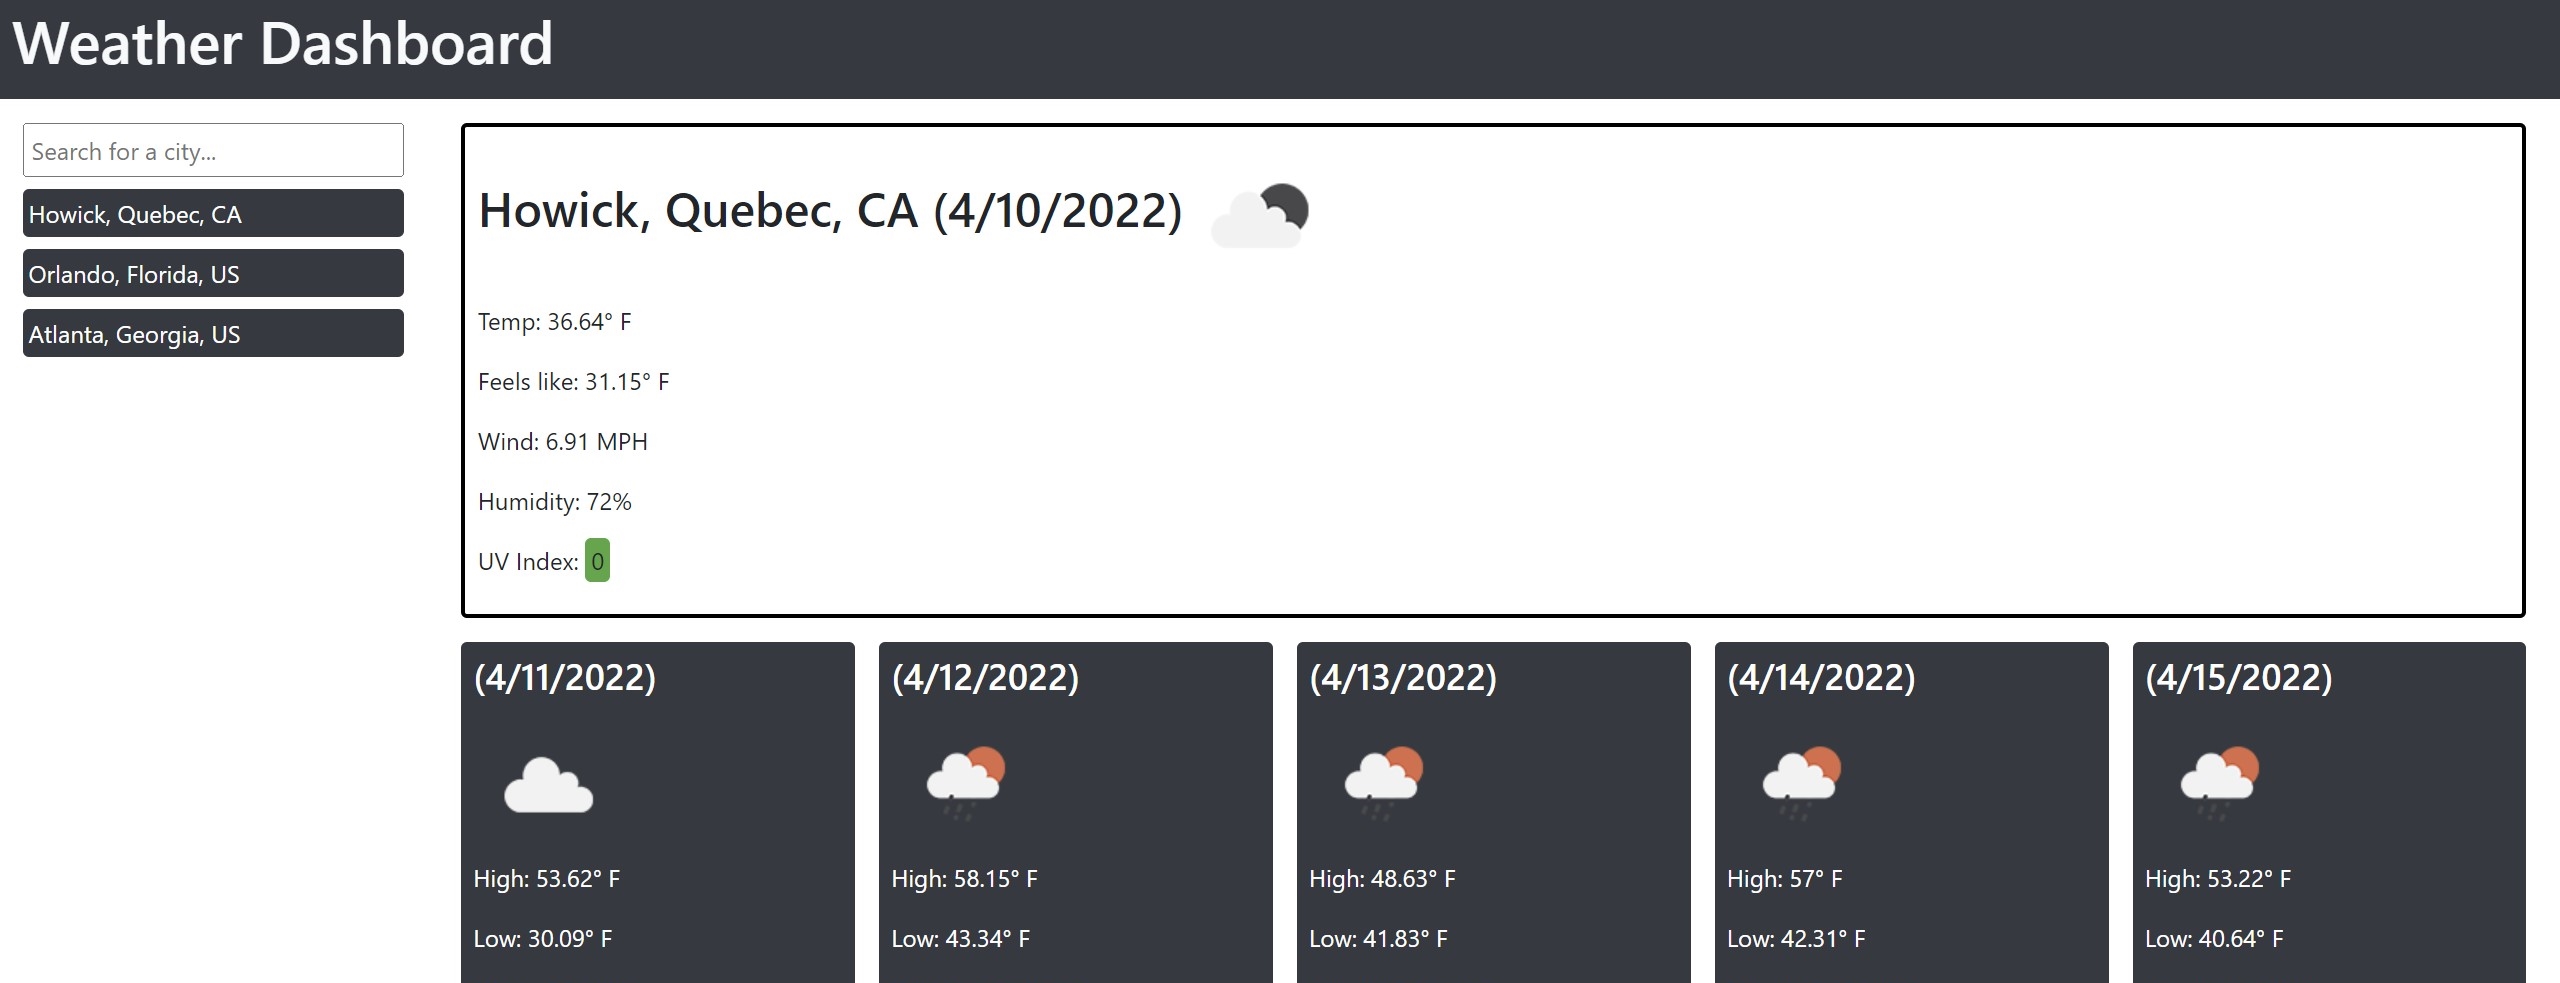 Weather Dashboard
Search for a city...
Howick, Quebec, CA
Orlando, Florida, US
Atlanta, Georgia, US
Howick, Quebec, CA (4/10/2022)
Temp: 36.64° F
Feels like: 31.15° F
Wind: 6.91 MPH
Humidity: 72%
UV Index: 0
(4/11/2022)
High: 53.62° F
Low: 30.09° F
(4/12/2022)
High: 58.15° F
Low: 43.34° F
(4/13/2022)
High: 48.63° F
Low: 41.83° F
(4/14/2022)
High: 57° F
Low: 42.31° F
(4/15/2022)
High: 53.22° F
Low: 40.64° F